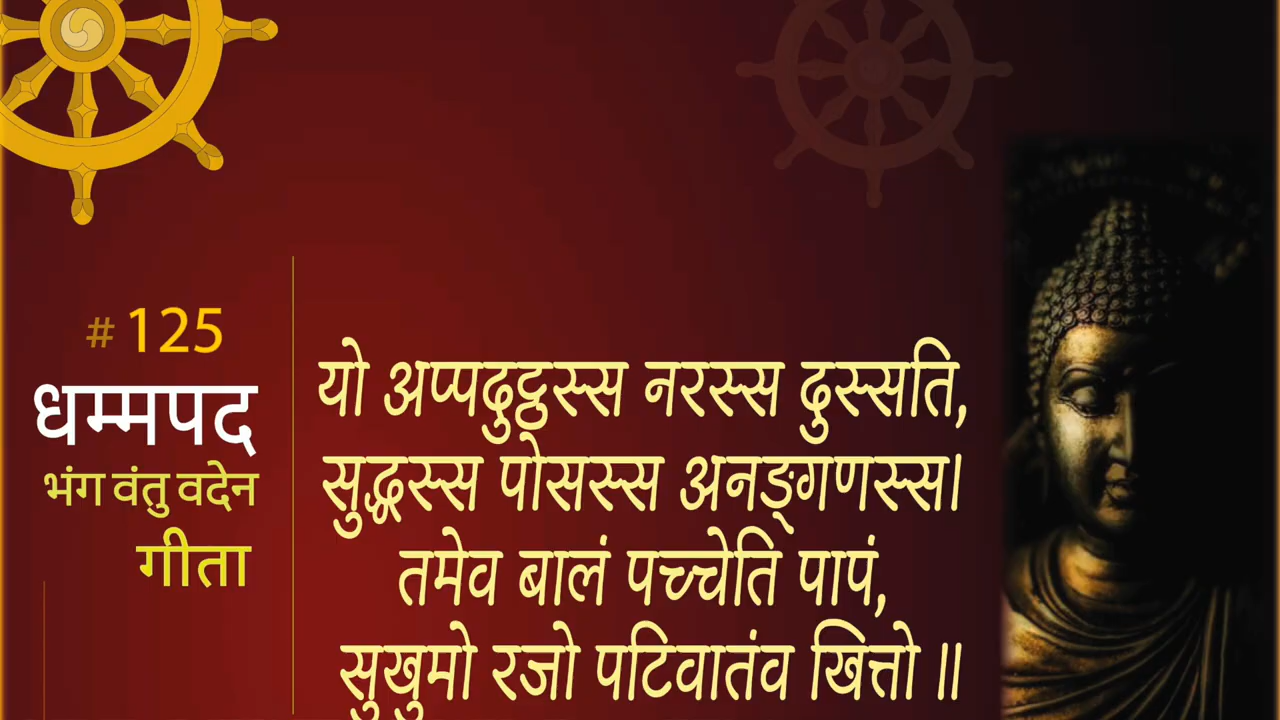 # 125
धम्मपद
भंग वंतु वदेन
गीता
यो अप्पदुट्ठस्स नरस्स दुस्सति,
सुद्धस्स पोसस्स अनङ्गणस्स।
तमेव बालं पच्चेति पापं,
सुखुमो रजो पटिवातंव खित्तो ॥